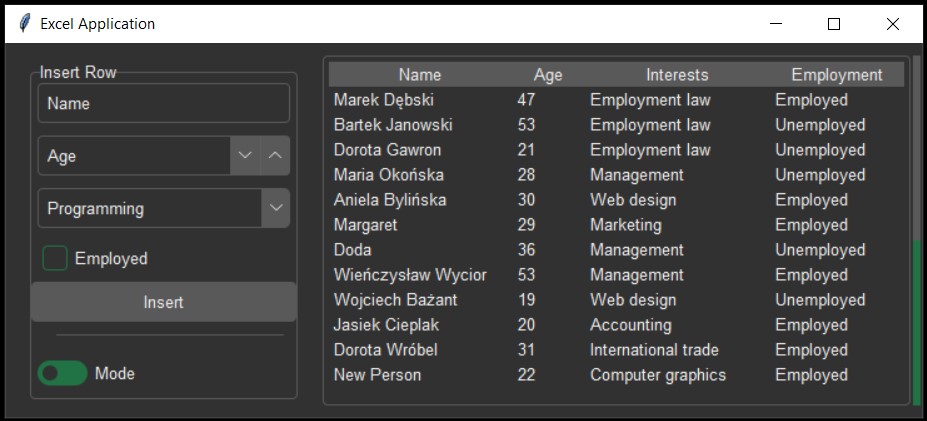 Excel Application
Insert Row
Name
Age
Programming
Employed
Insert
Mode
Name Age Interests Employment
Marek Dębski 47 Employment law Employed
Bartek Janowski 53 Employment law Unemployed
Dorota Gawron 21 Employment law Unemployed
Maria Okońska 28 Management Unemployed
Aniela Bylińska 30 Web design Employed
Margaret 29 Marketing Employed
Doda 36 Management Unemployed
Wieńczysław Wycior 53 Management Employed
Wojciech Bażant 19 Web design Unemployed
Jasiek Cieplak 20 Accounting Employed
Dorota Wróbel 31 International trade Employed
New Person 22 Computer graphics Employed